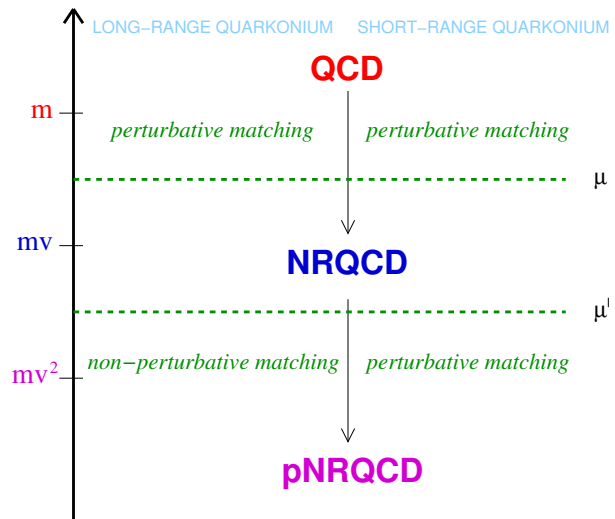 LONG−RANGE QUARKONIUM SHORT−RANGE QUARKONIUM
QCD
m
perturbative matching perturbative matching
μ
mv
NRQCD
μ'
non−perturbative matching perturbative matching
mv²
pNRQCD